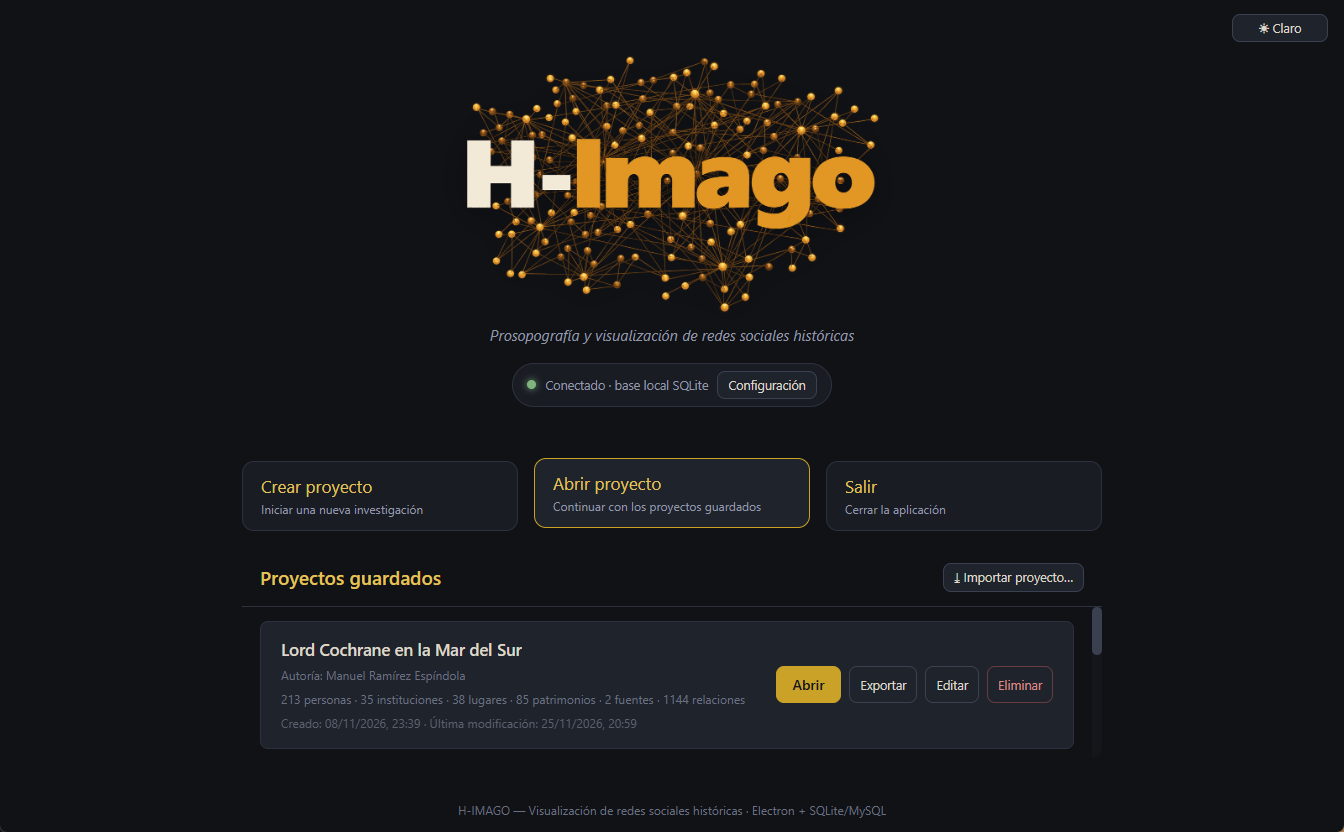 ☀ Claro
H-Imago
Prosopografía y visualización de redes sociales históricas
Conectado · base local SQLite
Configuración
Crear proyecto
Iniciar una nueva investigación
Abrir proyecto
Continuar con los proyectos guardados
Salir
Cerrar la aplicación
Proyectos guardados
⤓ Importar proyecto...
Lord Cochrane en la Mar del Sur
Autoría: Manuel Ramírez Espíndola
213 personas · 35 instituciones · 38 lugares · 85 patrimonios · 2 fuentes · 1144 relaciones
Creado: 08/11/2026, 23:39 · Última modificación: 25/11/2026, 20:59
Abrir
Exportar
Editar
Eliminar
H-IMAGO — Visualización de redes sociales históricas · Electron + SQLite/MySQL